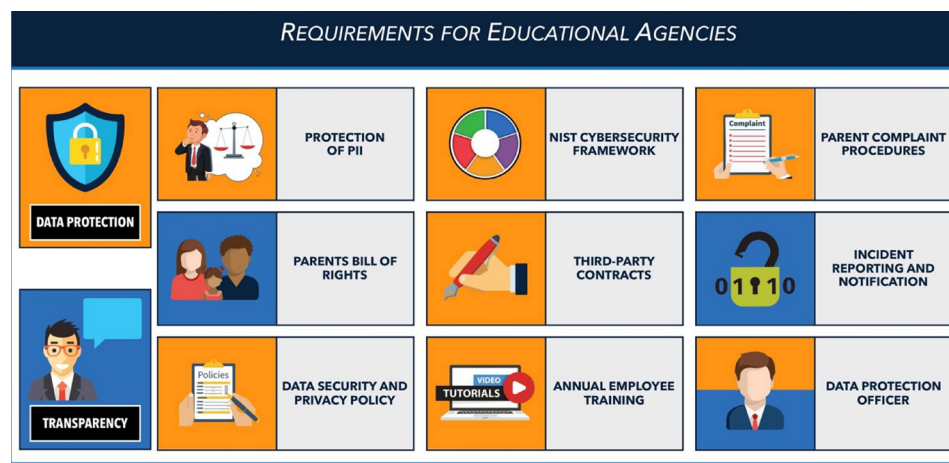 REQUIREMENTS FOR EDUCATIONAL AGENCIES
DATA PROTECTION
TRANSPARENCY
PROTECTION
OF PII
NIST CYBERSECURITY
FRAMEWORK
Complaint
PARENT COMPLAINT
PROCEDURES
PARENTS BILL OF
RIGHTS
THIRD-PARTY
CONTRACTS
01110
INCIDENT
REPORTING AND
NOTIFICATION
Policies
DATA SECURITY AND
PRIVACY POLICY
VIDEO
TUTORIALS
ANNUAL EMPLOYEE
TRAINING
DATA PROTECTION
OFFICER